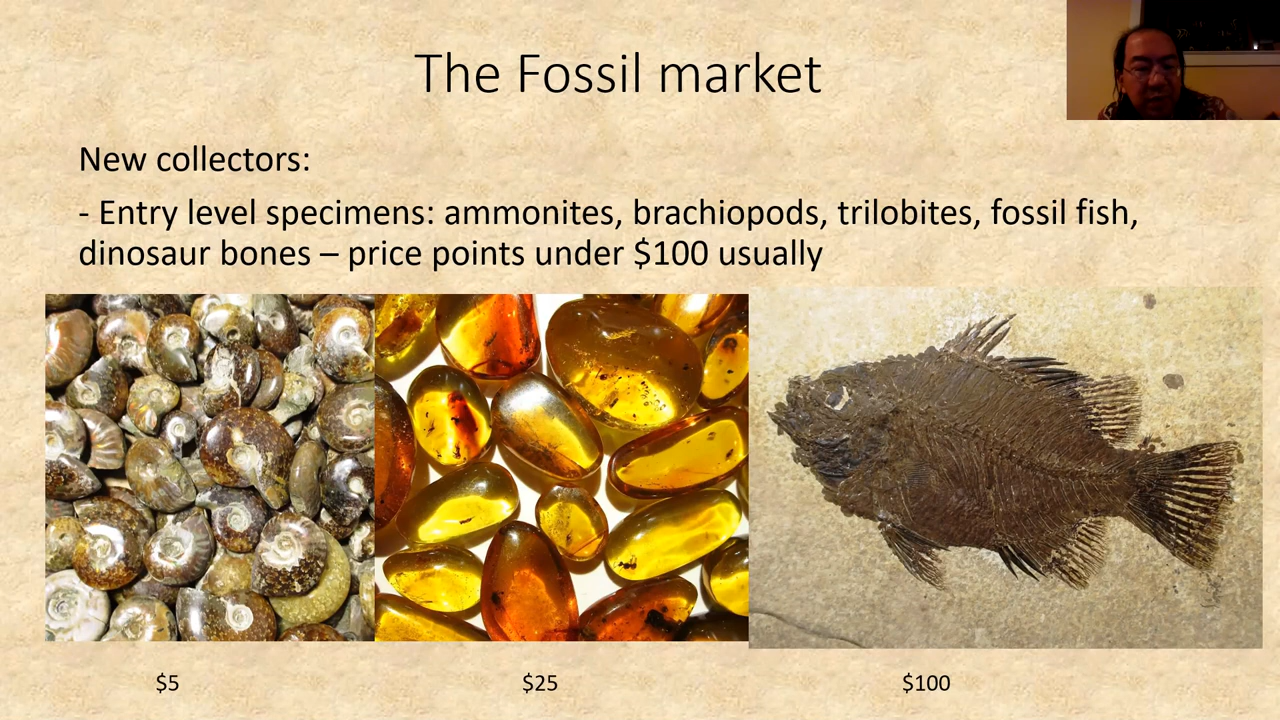 The Fossil market
New collectors:
- Entry level specimens: ammonites, brachiopods, trilobites, fossil fish,
dinosaur bones – price points under $100 usually
$5
$25
$100